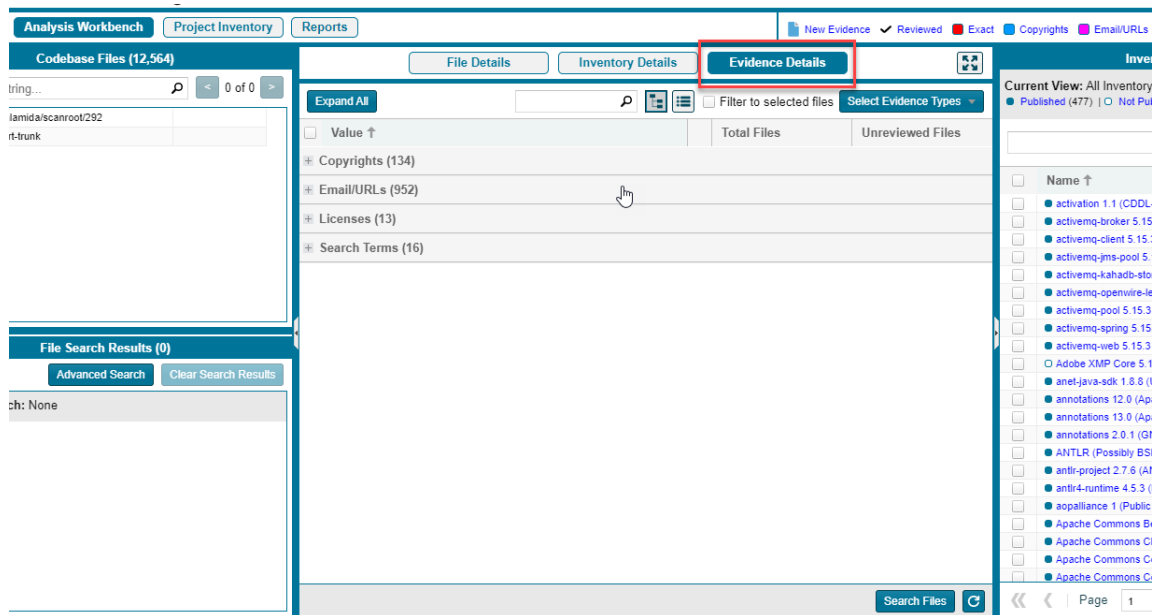 Analysis Workbench Project Inventory Reports
New Evidence Reviewed Exact Copyrights Email/URLs
Codebase Files (12,564)
tring... < 0 of 0 >
lamida/scanroot/292
rt-trunk
File Search Results (0)
Advanced Search Clear Search Results
ch: None
File Details Inventory Details Evidence Details
Expand All Filter to selected files Select Evidence Types
Value Total Files Unreviewed Files
Copyrights (134)
Email/URLs (952)
Licenses (13)
Search Terms (16)
Search Files
Inve
Current View: All Inventory
Published (477) | Not Pu
Name
activation 1.1 (CDDL-
activemq-broker 5.15
activemq-client 5.15.
activemq-jms-pool 5.
activemq-kahadb-sto
activemq-openwire-le
activemq-pool 5.15.3
activemq-spring 5.15
activemq-web 5.15.3
Adobe XMP Core 5.1
anet-java-sdk 1.8.8 (
annotations 12.0 (Apa
annotations 13.0 (Apa
annotations 2.0.1 (GN
ANTLR (Possibly BS
antlr-project 2.7.6 (A
antlr4-runtime 4.5.3 (
aopalliance 1 (Public
Apache Commons Be
Apache Commons C
Apache Commons C
Apache Commons C
Page 1